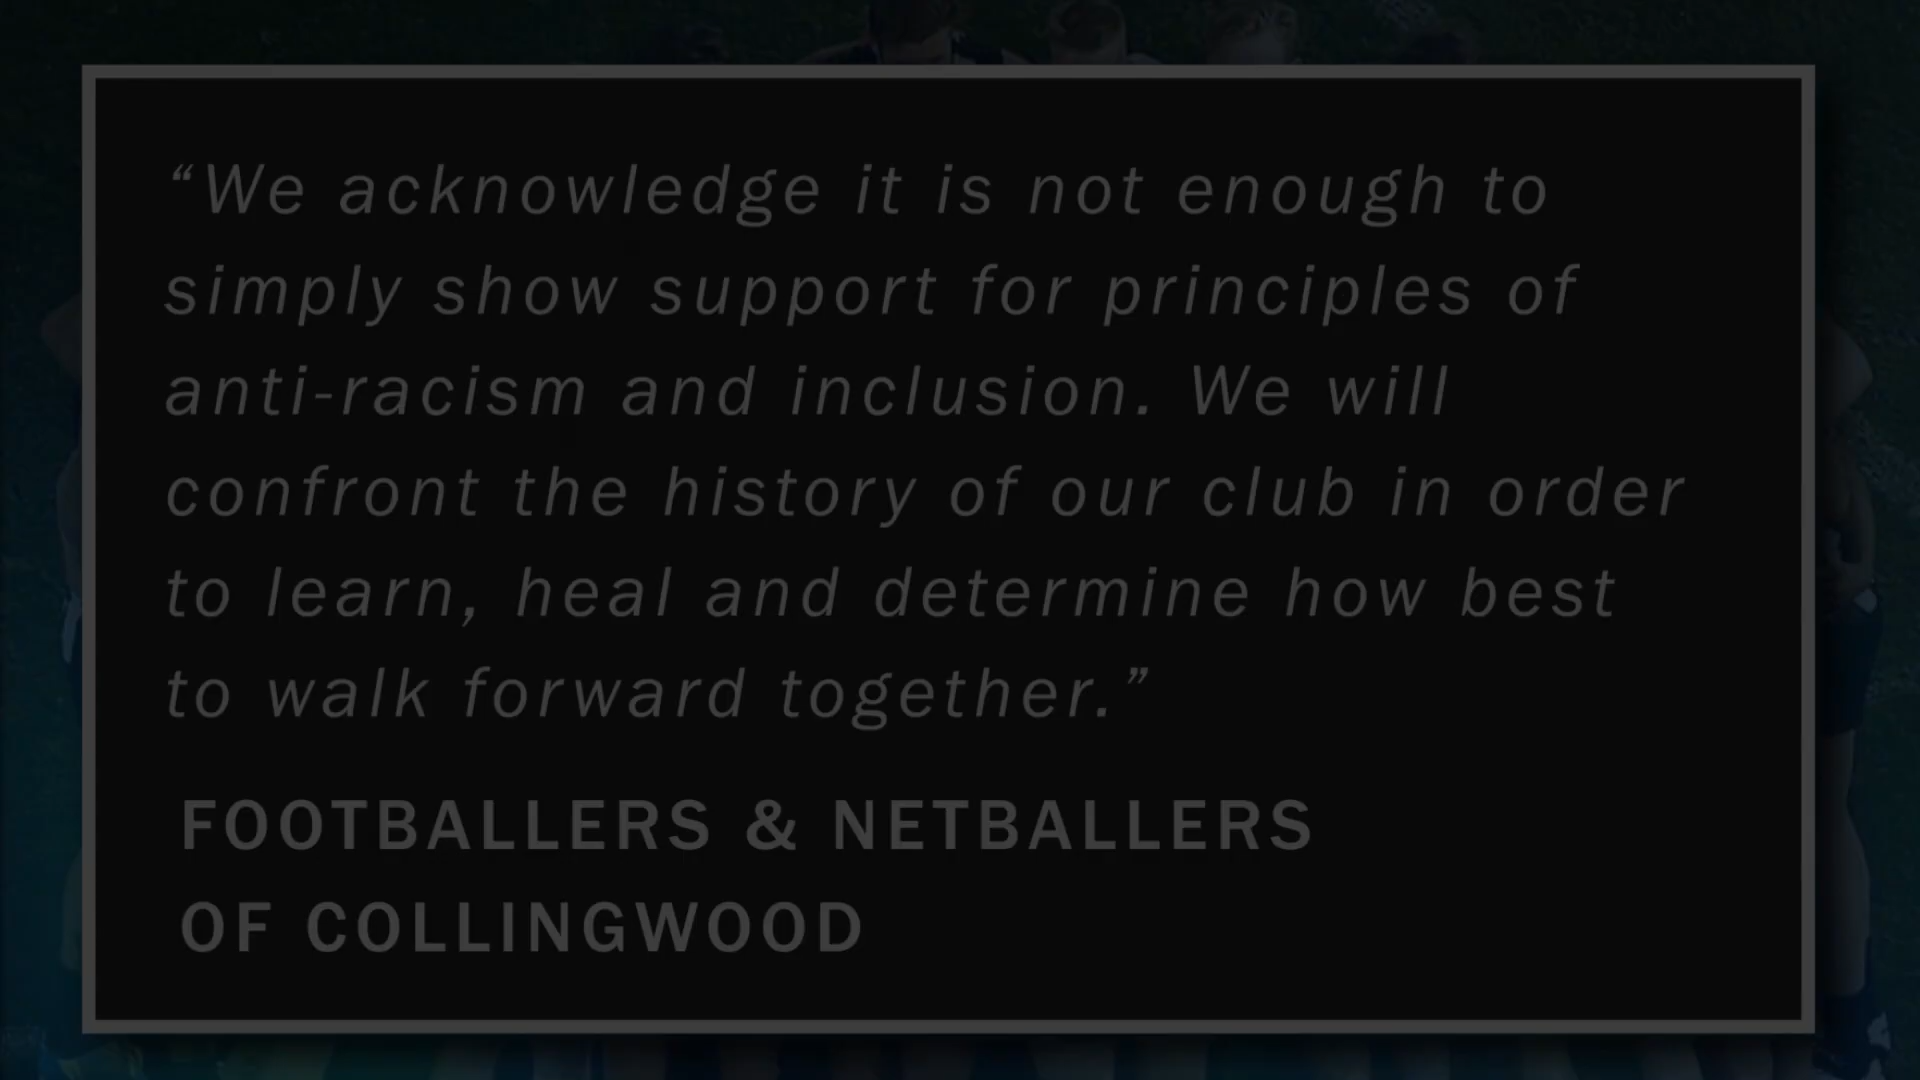 “We acknowledge it is not enough to
simply show support for principles of
anti-racism and inclusion. We will
confront the history of our club in order
to learn, heal and determine how best
to walk forward together.”
FOOTBALLERS & NETBALLERS
OF COLLINGWOOD